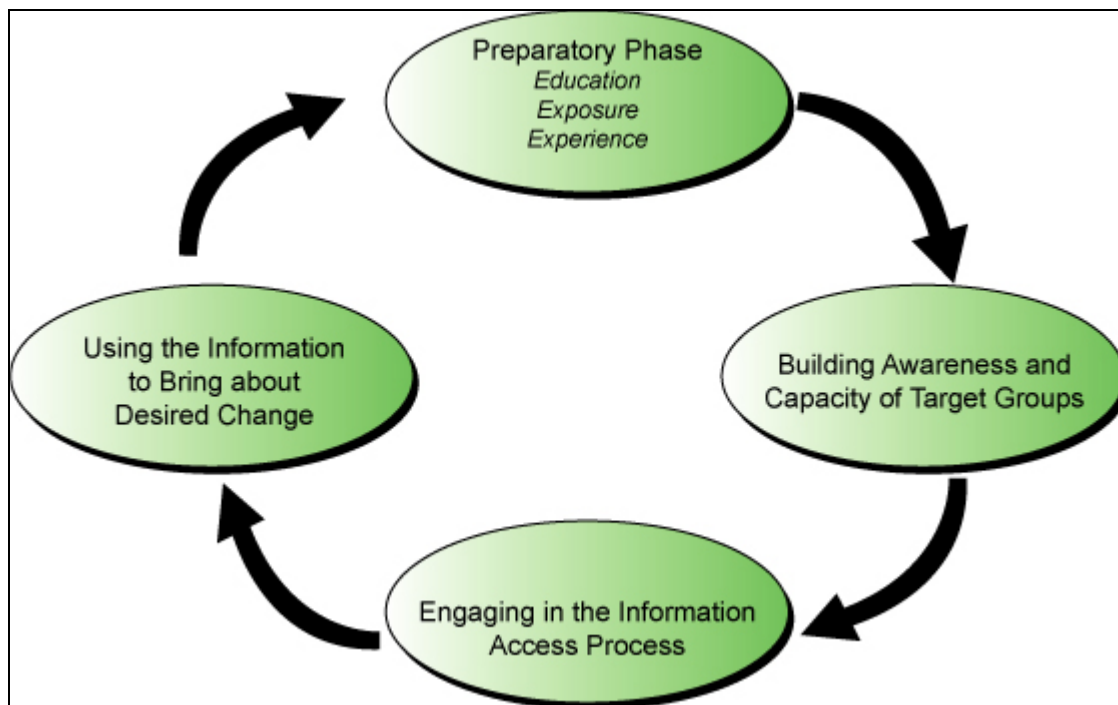 Preparatory Phase
Education
Exposure
Experience
Building Awareness and
Capacity of Target Groups
Engaging in the Information
Access Process
Using the Information
to Bring about
Desired Change